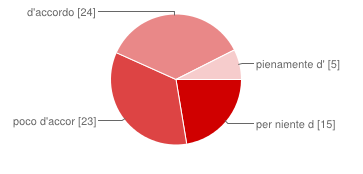 d'accordo [24]
pienamente d' [5]
poco d'accor [23]
per niente d [15]